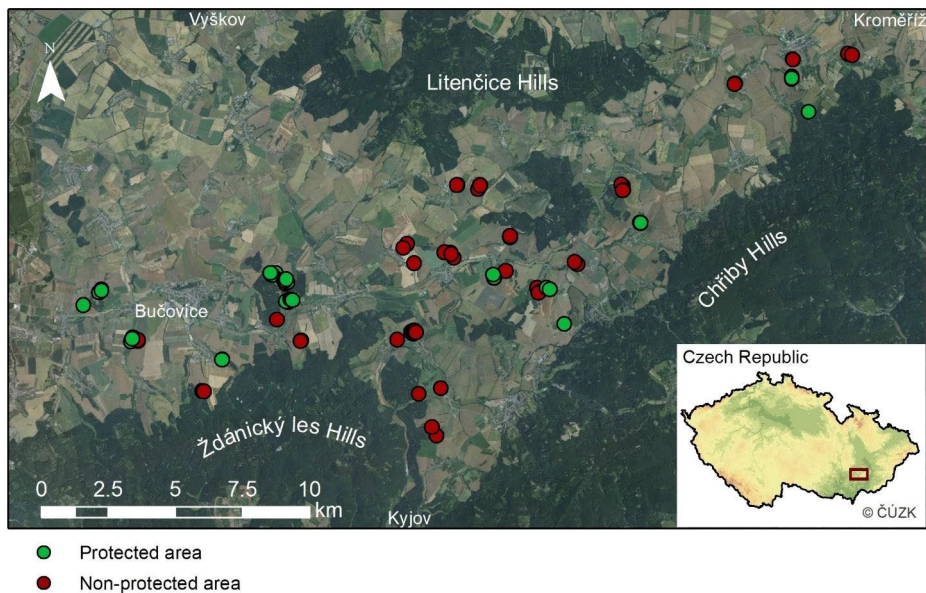 Vyškov
Kroměříž
N
Litenčice Hills
Chřiby Hills
Bučovice
Ždánický les Hills
Czech Republic
0 2.5 5 7.5 10
km
Kyjov
© ČÚZK
Protected area
Non-protected area